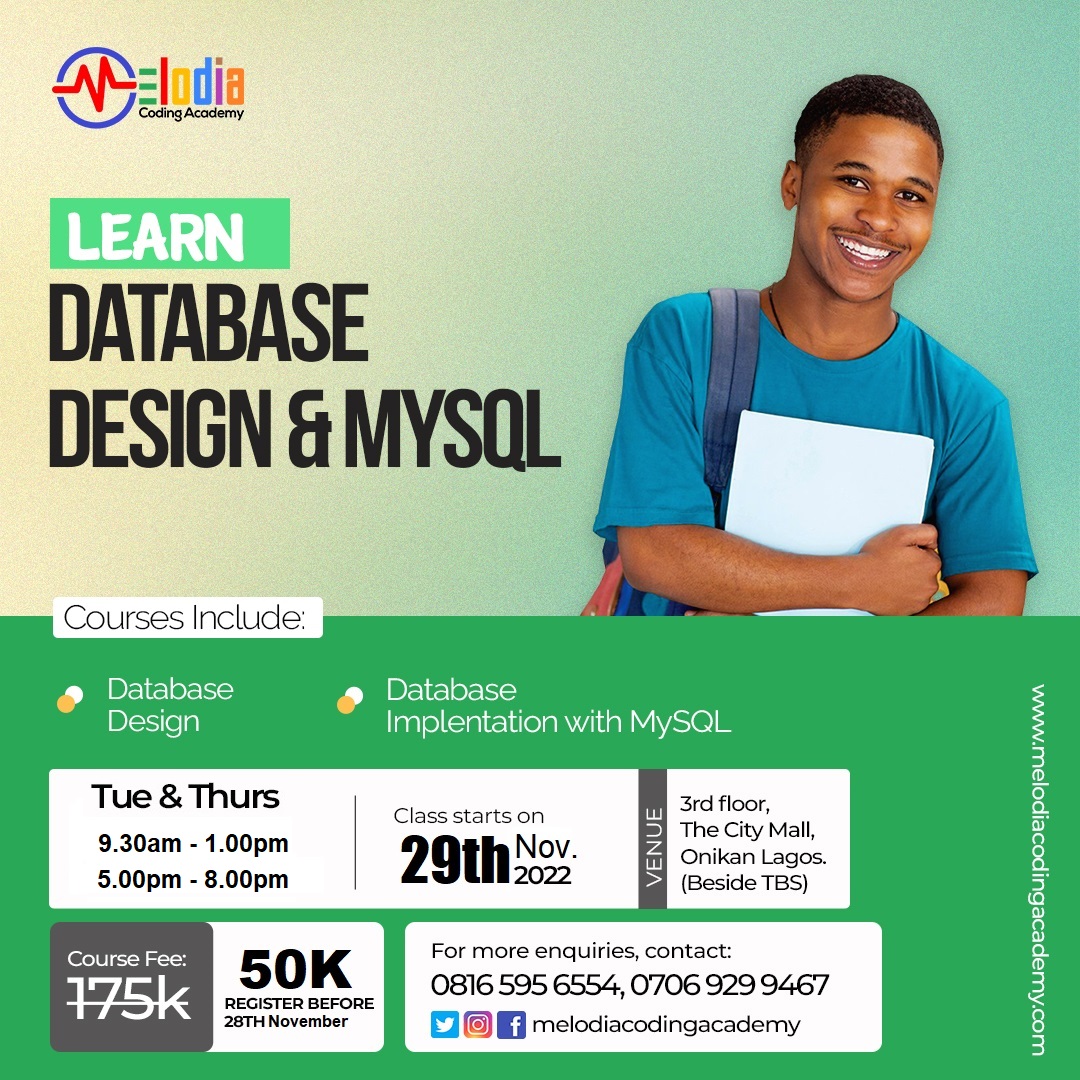 Melodia
Coding Academy
LEARN
DATABASE
DESIGN & MYSQL
Courses Include:
Database
Design
Database
Implentation with MySQL
Tue & Thurs
9.30am - 1.00pm
5.00pm - 8.00pm
Class starts on
29th Nov.
2022
VENUE
3rd floor,
The City Mall,
Onikan Lagos.
(Beside TBS)
Course Fee:
175k
50K
REGISTER BEFORE
28TH November
For more enquiries, contact:
0816 595 6554, 0706 929 9467
melodiacodingacademy
www.melodiacodingacademy.com